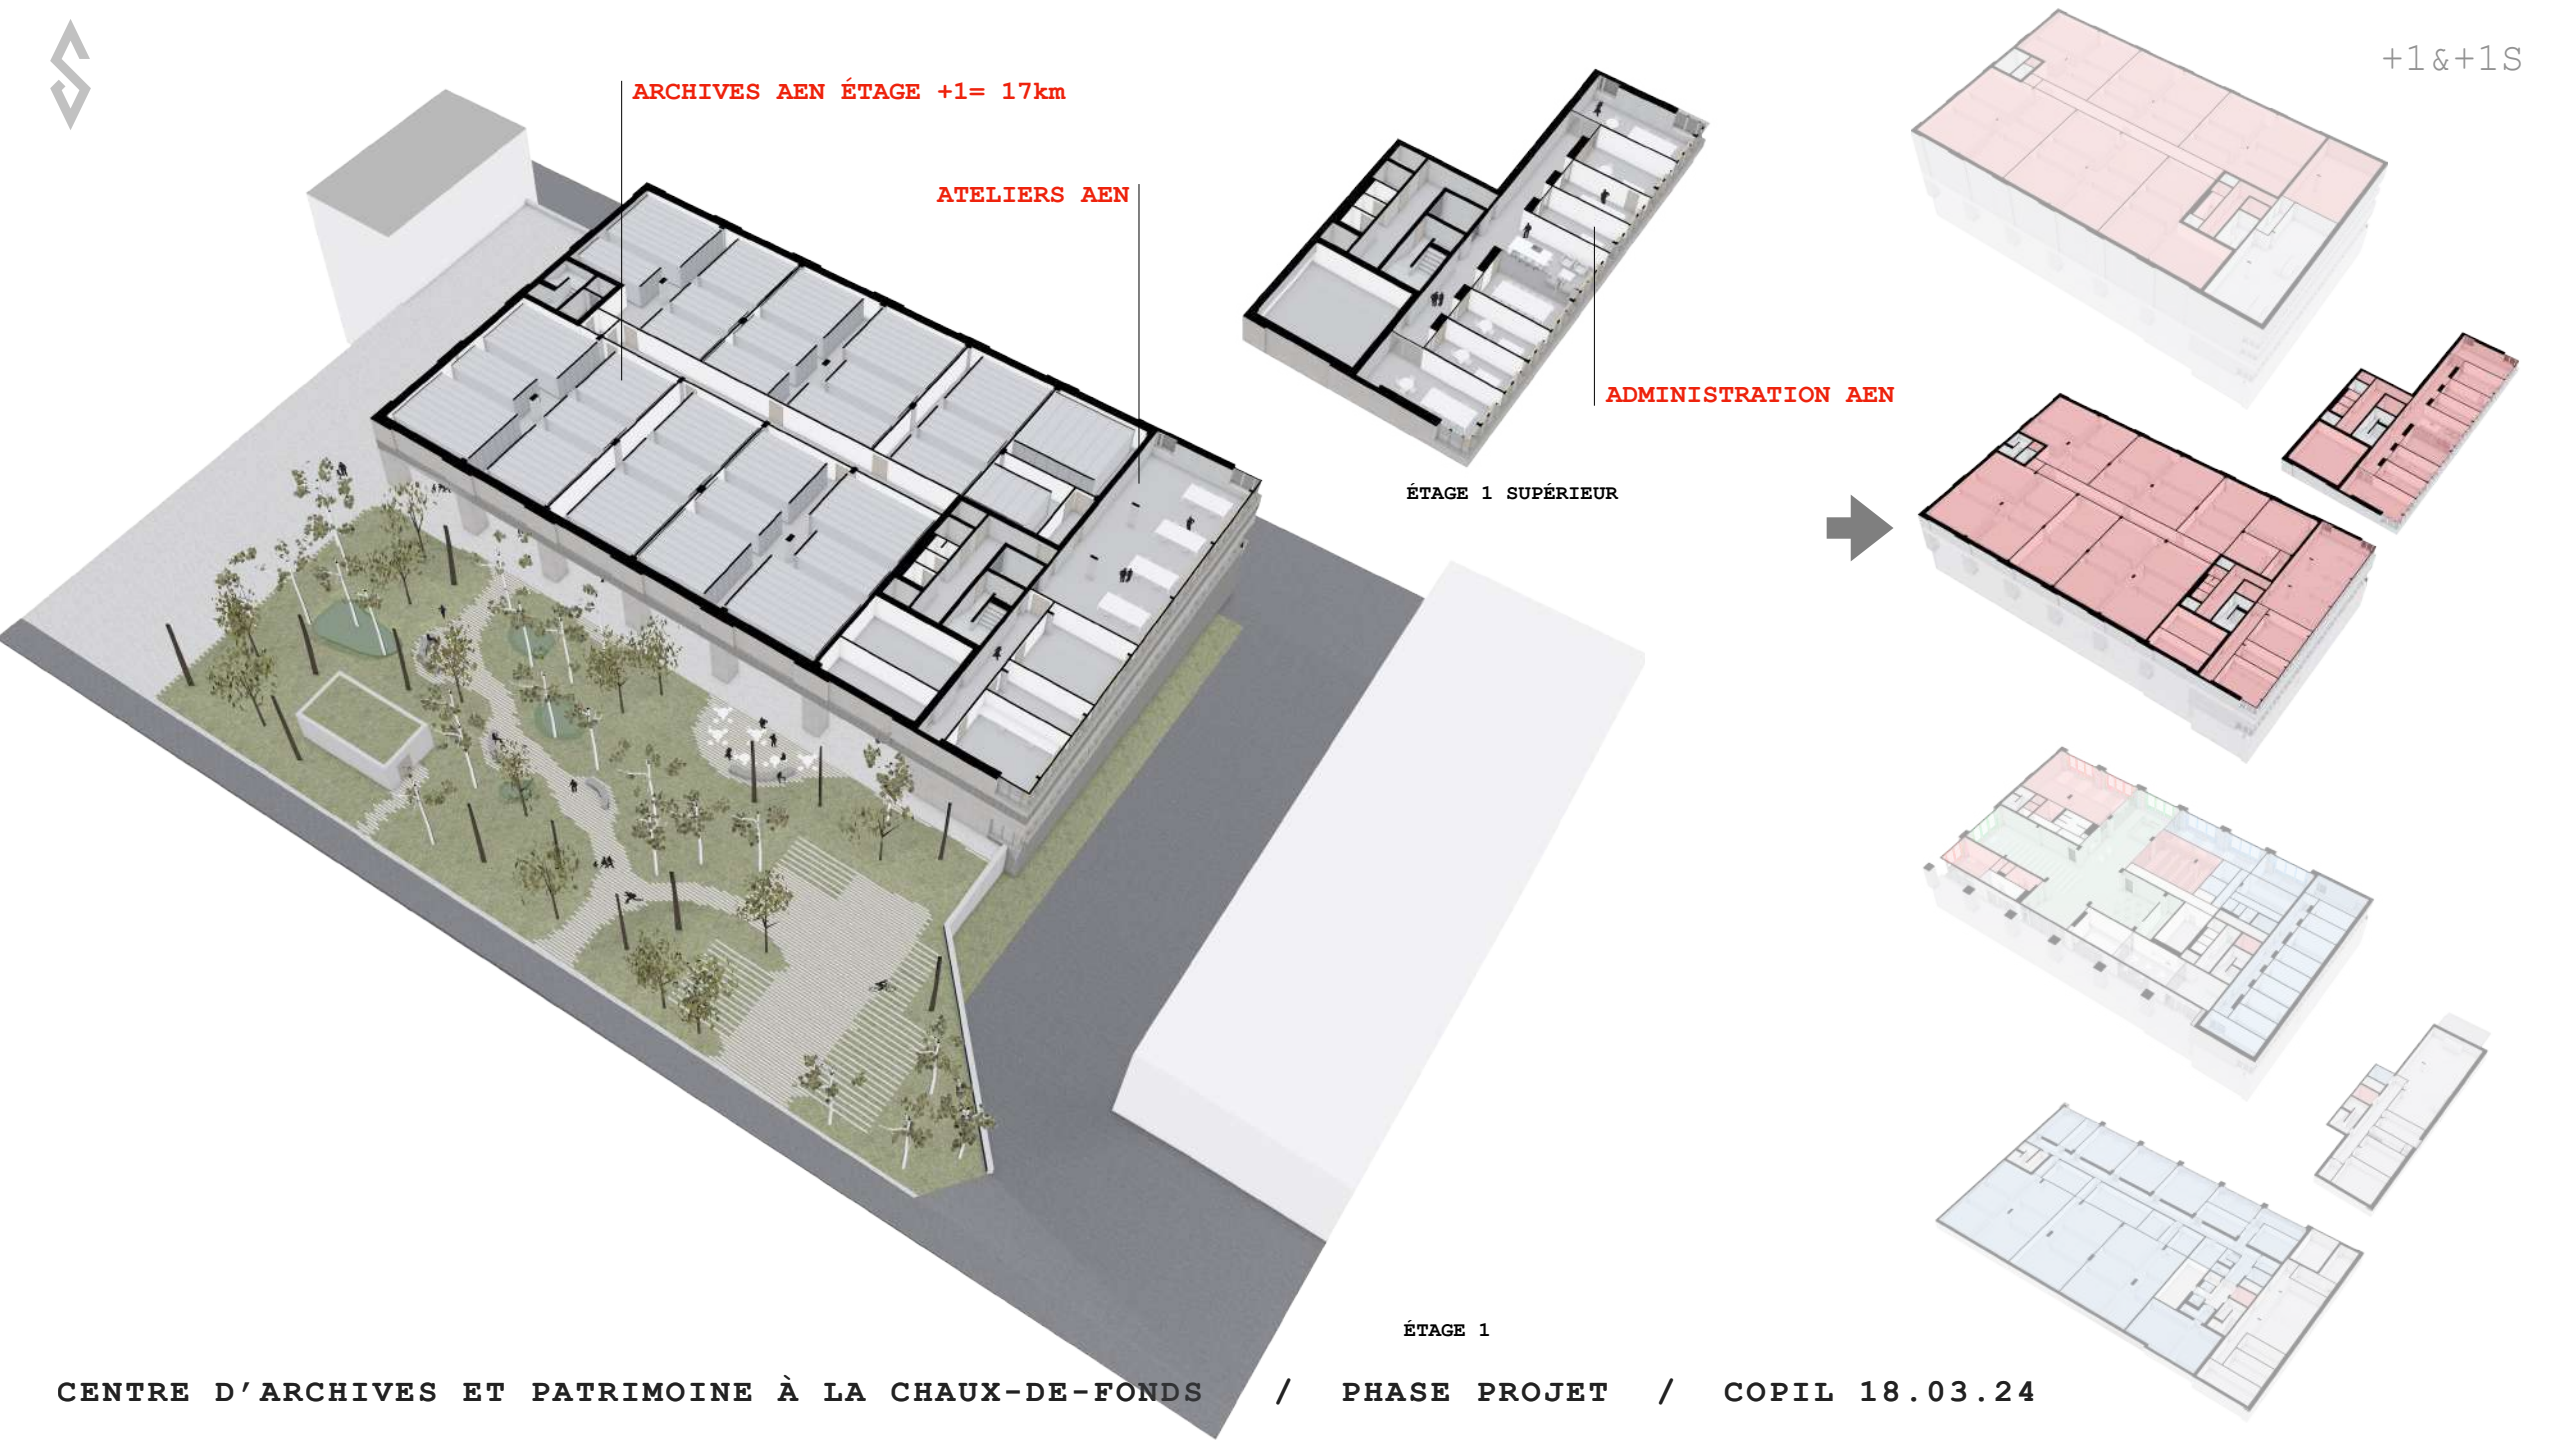 +1&+1S
ARCHIVES AEN ÉTAGE +1= 17km
ATELIERS AEN
ADMINISTRATION AEN
ÉTAGE 1 SUPÉRIEUR
ÉTAGE 1
CENTRE D'ARCHIVES ET PATRIMOINE À LA CHAUX-DE-FONDS / PHASE PROJET / COPIL 18.03.24